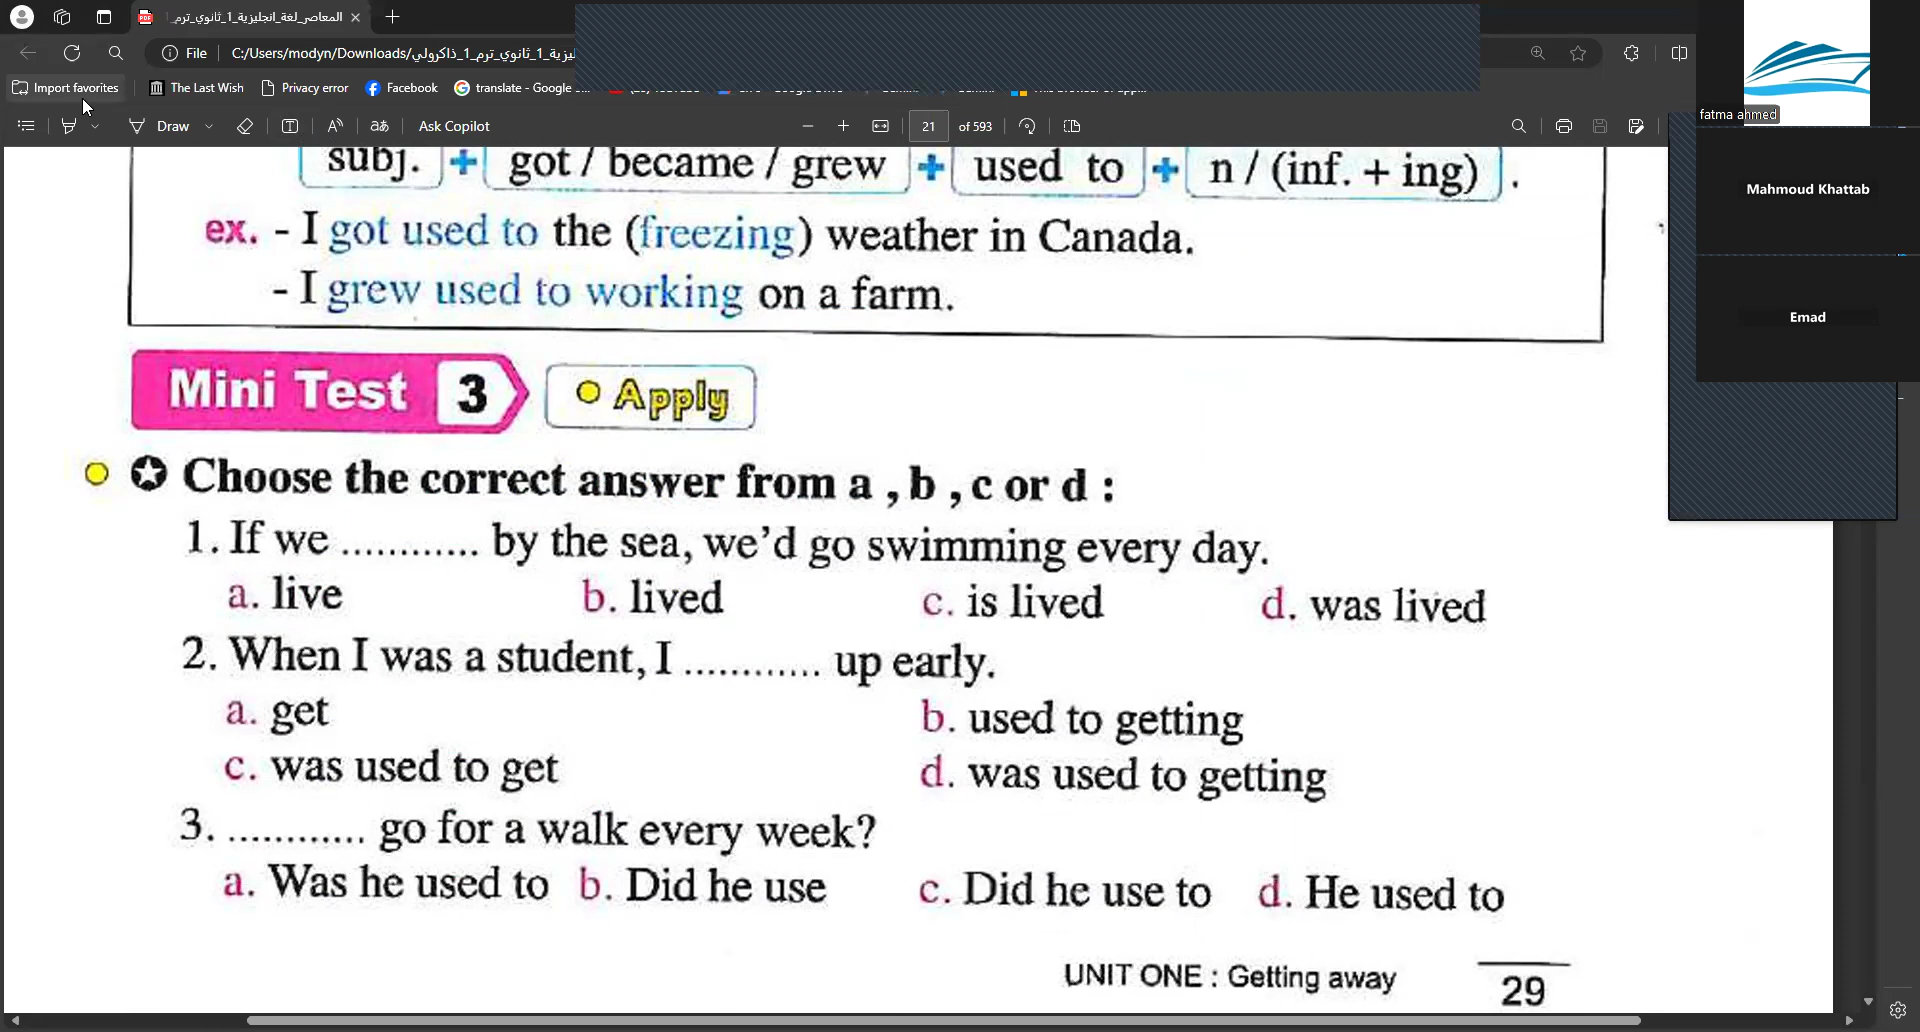 المعاصر_لغة_انجليزية_1_ثانوي_ترم_1
File C:/Users/modyn/Downloads/
Import favorites The Last Wish Privacy error Facebook translate - Google
Draw Ask Copilot 21 of 593
fatma ahmed
Mahmoud Khattab
Emad
subj. + got / became / grew + used to + n / (inf. + ing) .
ex. - I got used to the (freezing) weather in Canada.
- I grew used to working on a farm.
Mini Test 3 Apply
Choose the correct answer from a , b , c or d :
1. If we ............ by the sea, we'd go swimming every day.
a. live b. lived c. is lived d. was lived
2. When I was a student, I ............ up early.
a. get b. used to getting
c. was used to get d. was used to getting
3. ............ go for a walk every week?
a. Was he used to b. Did he use c. Did he use to d. He used to
UNIT ONE : Getting away 29